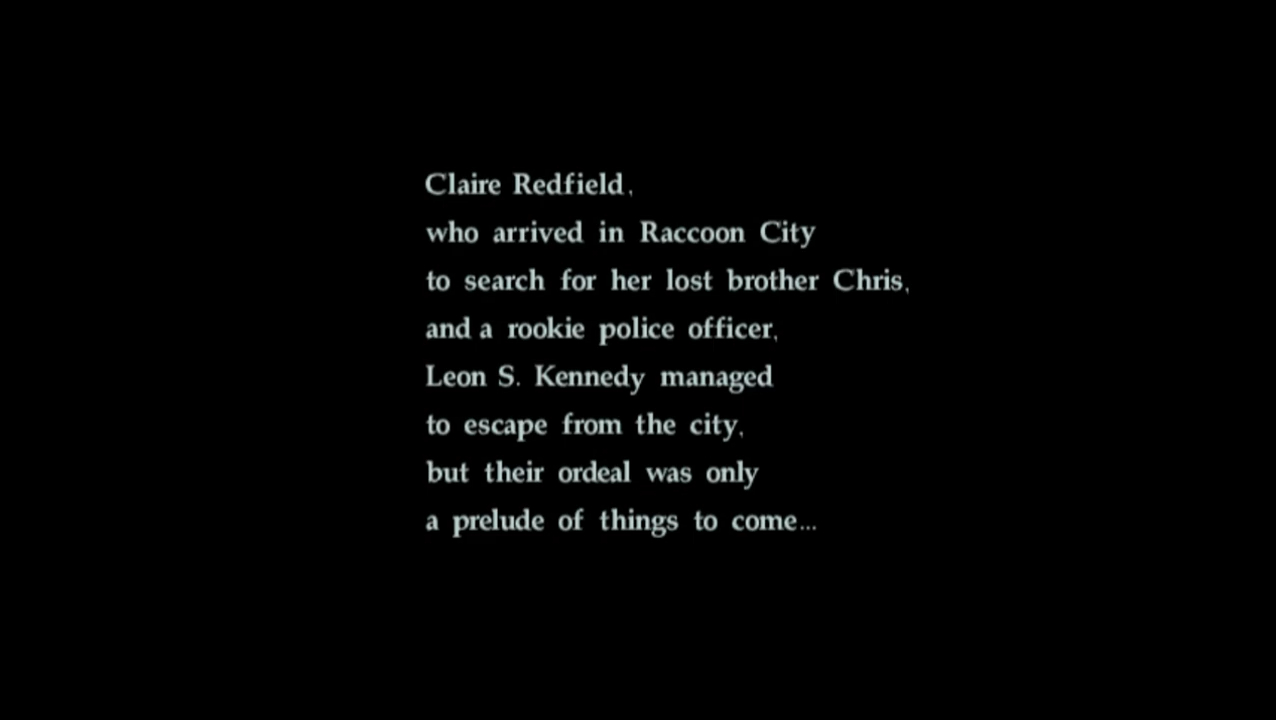 Claire Redfield,
who arrived in Raccoon City
to search for her lost brother Chris,
and a rookie police officer,
Leon S. Kennedy managed
to escape from the city,
but their ordeal was only
a prelude of things to come...